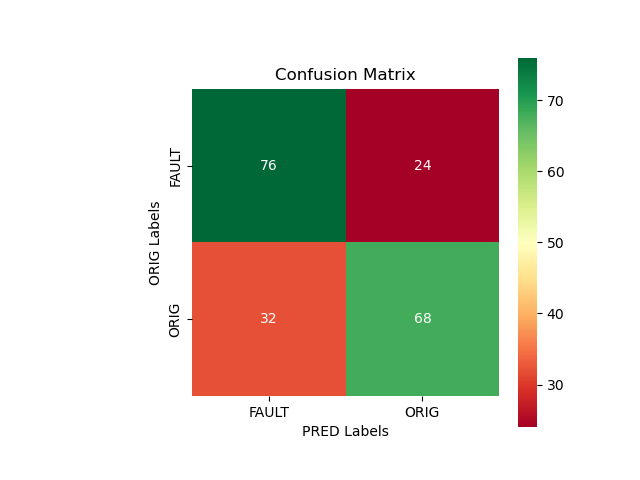 Confusion Matrix
ORIG Labels
FAULT
ORIG
76
24
32
68
FAULT
ORIG
PRED Labels
70
60
50
40
30